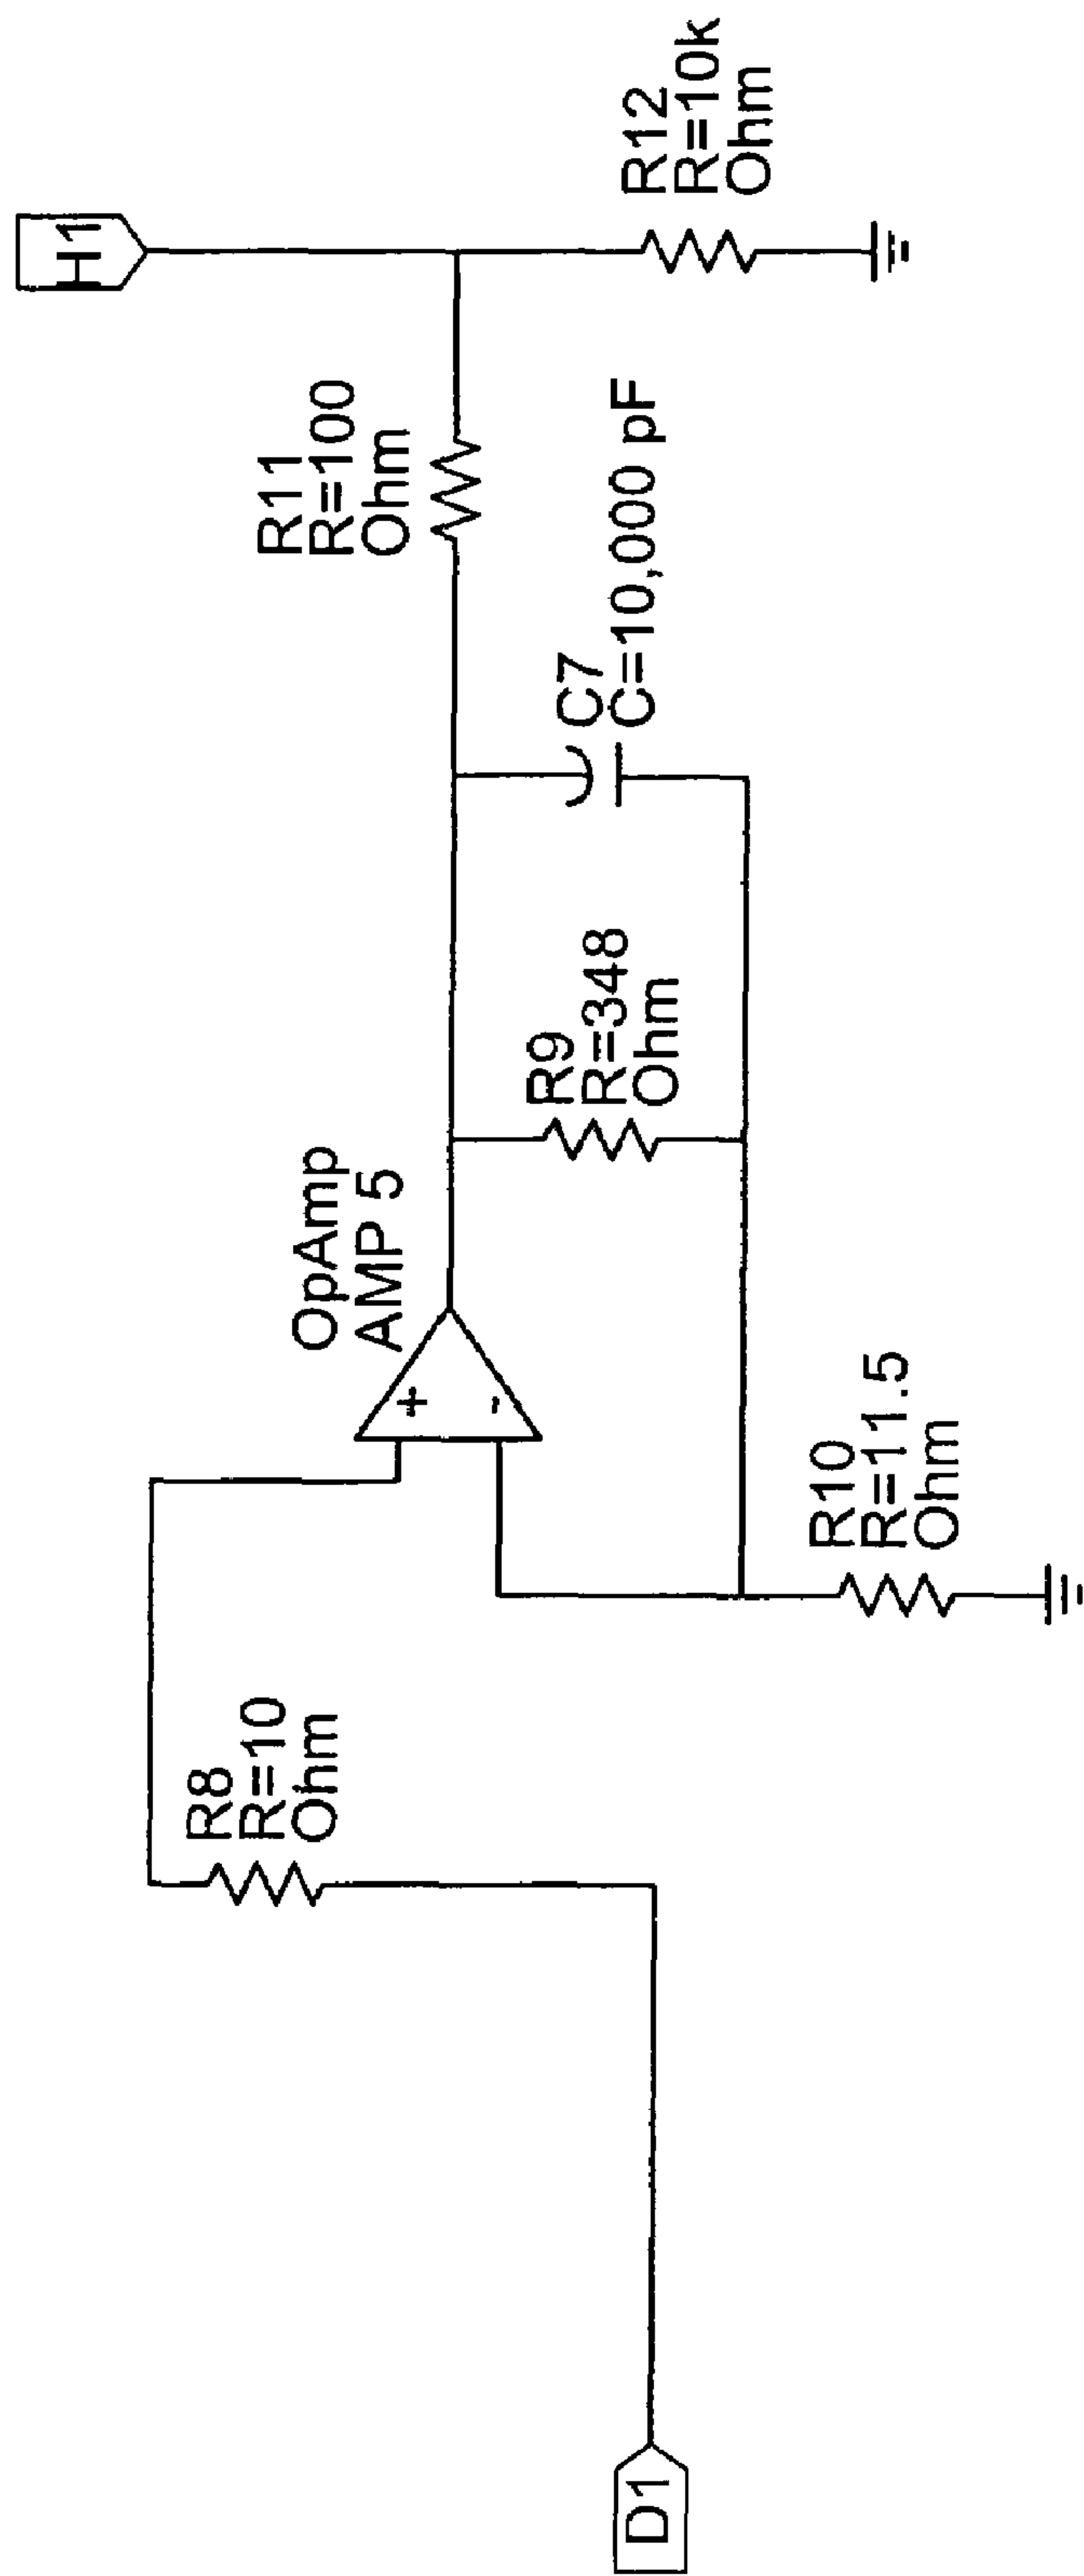 D1
R8
R=10
Ohm
OpAmp
AMP 5
+
-
R10
R=11.5
Ohm
R9
R=348
Ohm
C7
C=10,000 pF
R11
R=100
Ohm
H1
R12
R=10k
Ohm